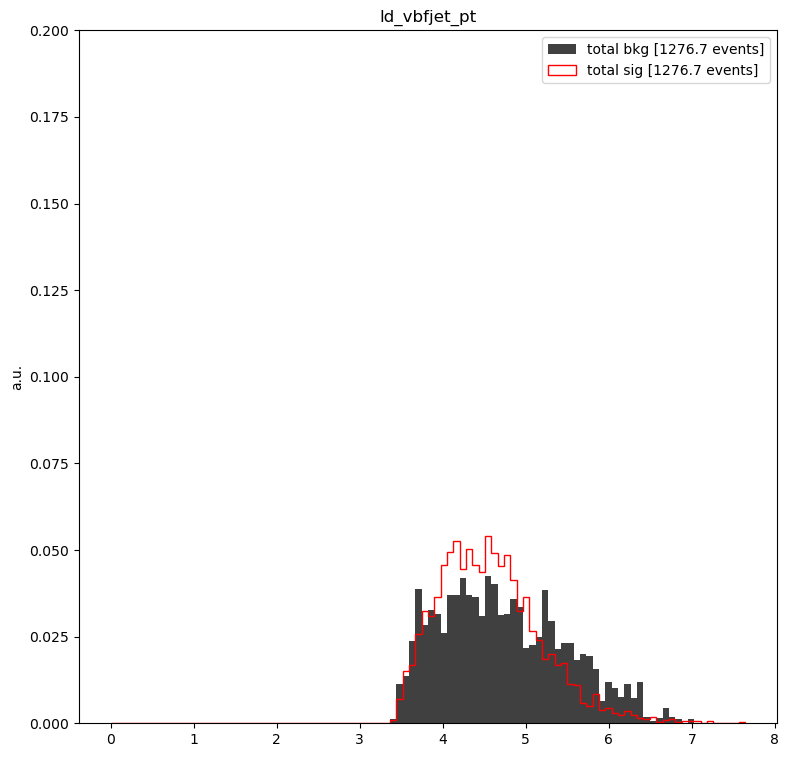 ld_vbfjet_pt
total bkg [1276.7 events]
total sig [1276.7 events]
a.u.
0.200
0.175
0.150
0.125
0.100
0.075
0.050
0.025
0.000
0 1 2 3 4 5 6 7 8